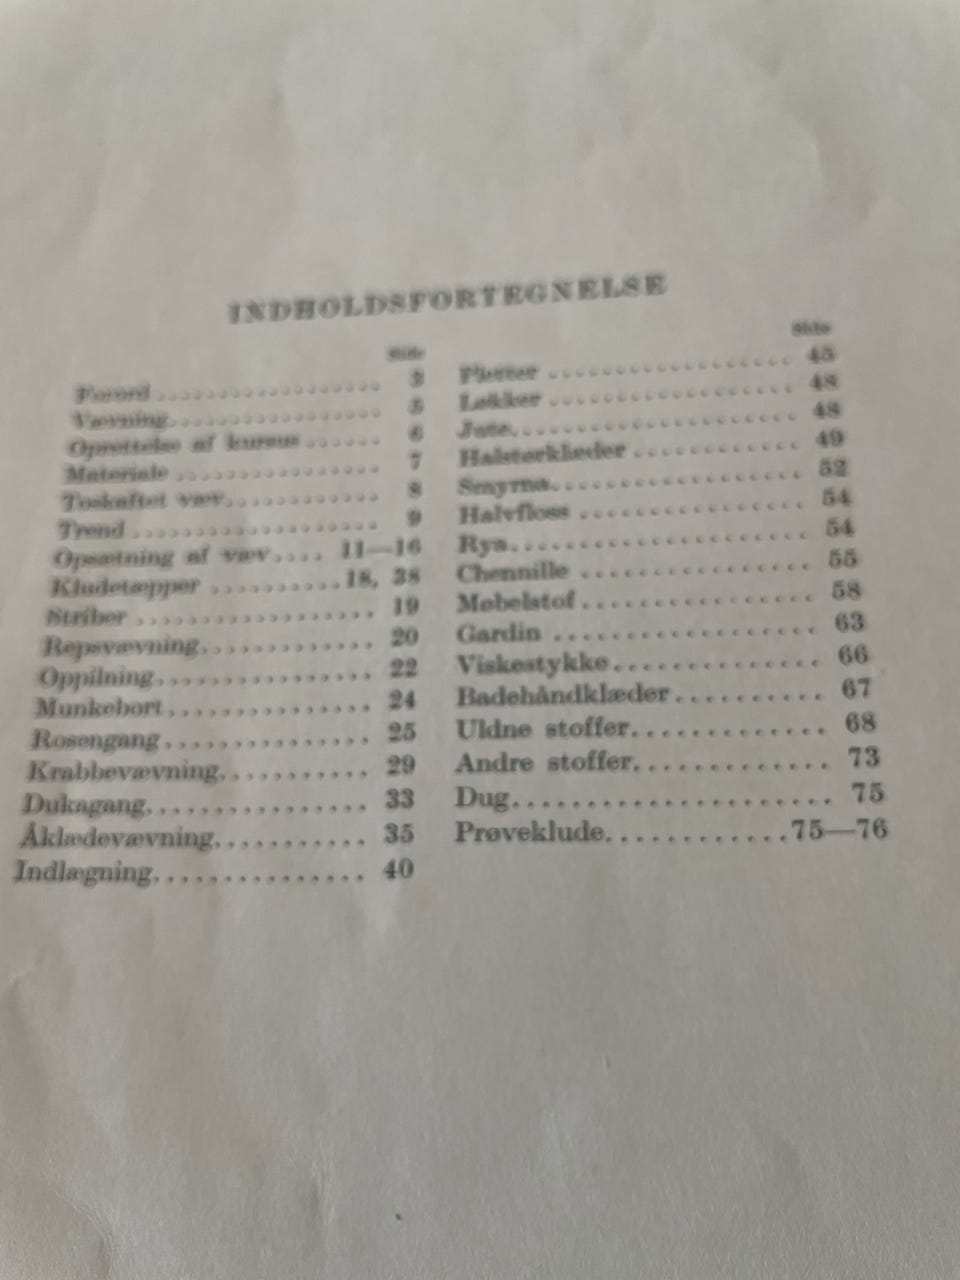 INDHOLDSFORTEGNELSE
Side
Forord .................. 3
Vævning................ 5
Oprettelse af kursus ...... 6
Materiale ............... 7
Toskaftet væv............ 8
Trend .................. 9
Opsætning af væv.... 11—16
Kludetæpper ..........18, 38
Striber .................. 19
Repsvævning............. 20
Oppilning................ 22
Munkebort............... 24
Rosengang............... 25
Krabbevævning........... 29
Dukagang................ 33
Åklædevævning........... 35
Indlægning................ 40
Side
45
Løkker .................. 48
Jute..................... 48
............ 49
Smyrna.................. 52
Halvfloss ................ 54
Rya...................... 54
Chennille ................ 55
Møbelstof................. 58
Gardin ................... 63
Viskestykke............... 66
Badehåndklæder.......... 67
Uldne stoffer............. 68
Andre stoffer............. 73
Dug....................... 75
Prøveklude............75—76